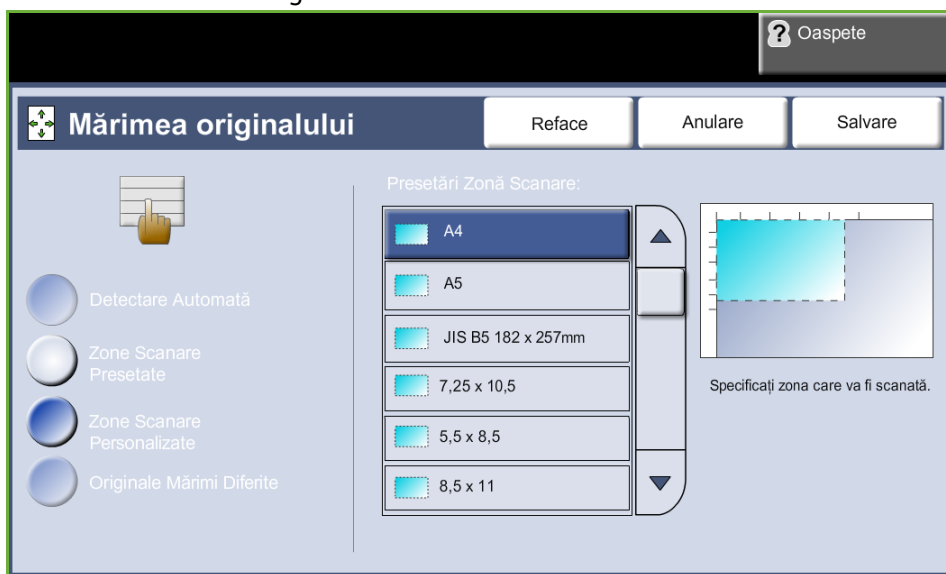 ? Oaspete
Mărimea originalului
Reface
Anulare
Salvare
Presetări Zonă Scanare:
A4
A5
JIS B5 182 x 257mm
7,25 x 10,5
5,5 x 8,5
8,5 x 11
Detectare Automată
Zone Scanare
Presetate
Zone Scanare
Personalizate
Originale Mărimi Diferite
Specificați zona care va fi scanată.